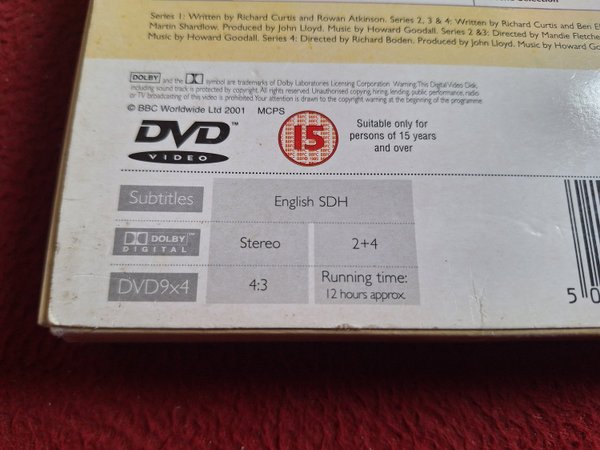 Series 1: Written by Richard Curtis and Rowan Atkinson. Series 2, 3 & 4: Written by Richard Curtis and Ben
Martin Shardlow. Produced by John Lloyd. Music by Howard Goodall. Series 2 &3: Directed by Mandie
Music by Howard Goodall. Series 4: Directed by Richard Boden. Produced by John Lloyd. Music by Howard
DOLBY and the symbol are trademarks of Dolby Laboratories Licensing Corporation. Warning: This Digital Video Disk,
including sound track is protected by copyright. All rights reserved. Unauthorised copying, hiring, lending, public performance, radio
or TV broadcasting of this video is prohibited. Your attention is drawn to the copyright warning at the beginning of the programme
© BBC Worldwide Ltd 2001 MCPS
DVD™
VIDEO
15
Suitable only for
persons of 15 years
and over
Subtitles English SDH
DOLBY
DIGITAL
Stereo 2+4
DVD9x4 4:3 Running time:
12 hours approx.
5 0